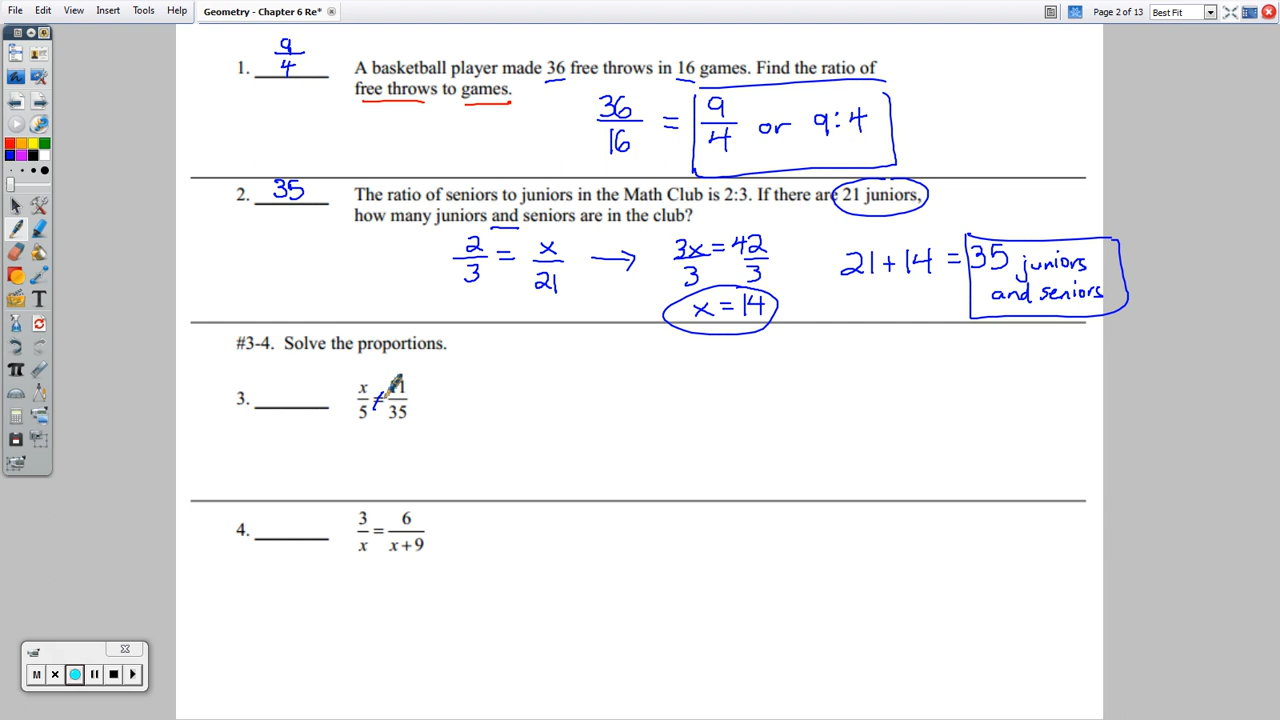 File Edit View Insert Tools Help Geometry - Chapter 6 Re* Page 2 of 13 Best Fit
1. 9/4 A basketball player made 36 free throws in 16 games. Find the ratio of
free throws to games.
36/16 = 9/4 or 9:4
2. 35 The ratio of seniors to juniors in the Math Club is 2:3. If there are 21 juniors,
how many juniors and seniors are in the club?
2/3 = x/21 → 3x/3 = 42/3 21 + 14 = 35 juniors
and seniors
x = 14
#3-4. Solve the proportions.
3. x/5 = /35
4. 3/x = 6/(x+9)
M